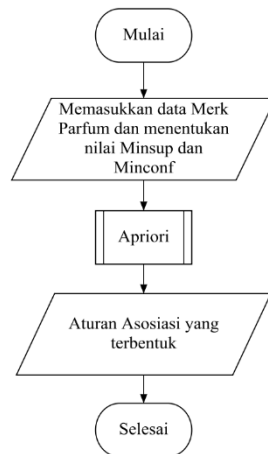 Mulai
Memasukkan data Merk
Parfum dan menentukan
nilai Minsup dan
Minconf
Apriori
Aturan Asosiasi yang
terbentuk
Selesai